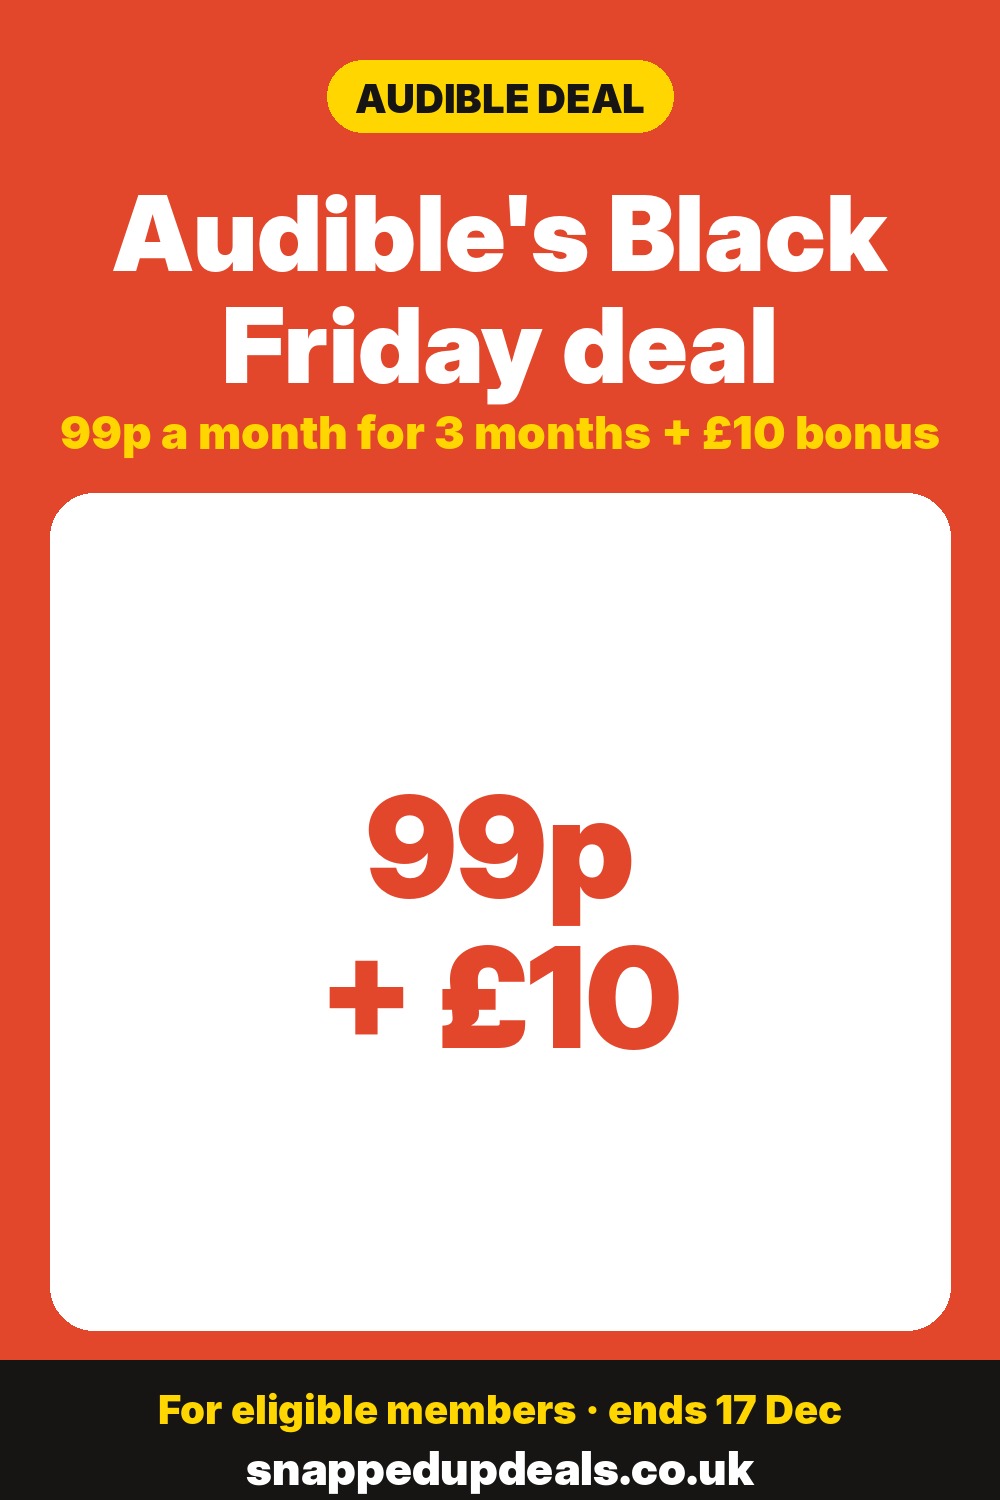 AUDIBLE DEAL
Audible's Black
Friday deal
99p a month for 3 months + £10 bonus
99p
+ £10
For eligible members · ends 17 Dec
snappedupdeals.co.uk